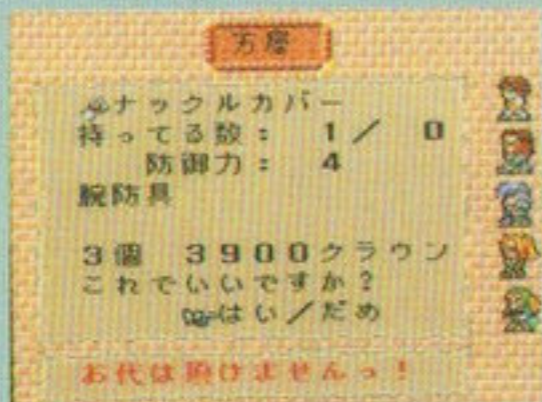 万屋
ナックルカバー
持ってる数： 1／ 0
防御力： 4
腕防具
3個 3900クラウン
これでいいですか？
はい／だめ
お代は頂けませんっ！